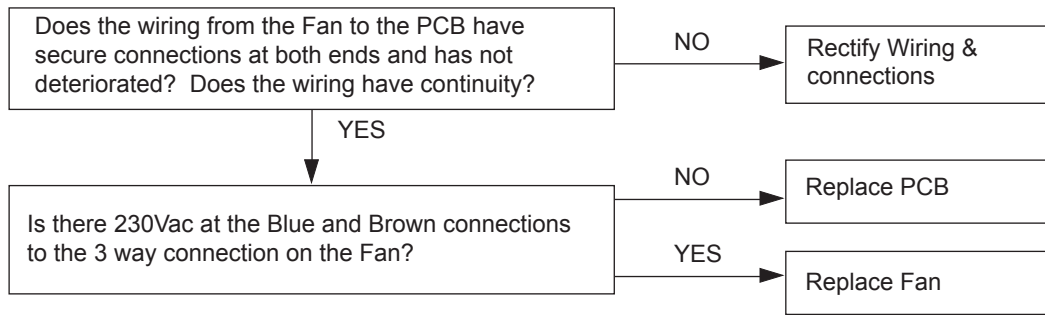 Does the wiring from the Fan to the PCB have
secure connections at both ends and has not
deteriorated?  Does the wiring have continuity?
NO
Rectify Wiring &
connections
YES
Is there 230Vac at the Blue and Brown connections
to the 3 way connection on the Fan?
NO
Replace PCB
YES
Replace Fan